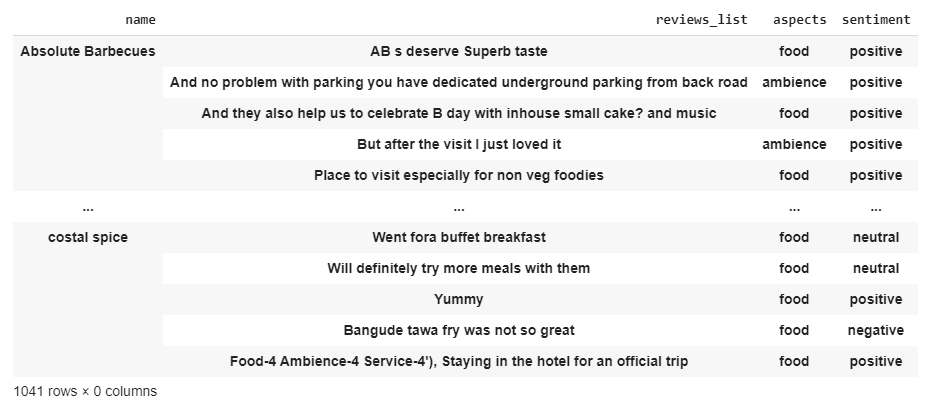 name reviews_list aspects sentiment
Absolute Barbecues AB s deserve Superb taste food positive
And no problem with parking you have dedicated underground parking from back road ambience positive
And they also help us to celebrate B day with inhouse small cake? and music food positive
But after the visit I just loved it ambience positive
Place to visit especially for non veg foodies food positive
... ... ... ...
costal spice Went fora buffet breakfast food neutral
Will definitely try more meals with them food neutral
Yummy food positive
Bangude tawa fry was not so great food negative
Food-4 Ambience-4 Service-4'), Staying in the hotel for an official trip food positive
1041 rows × 0 columns